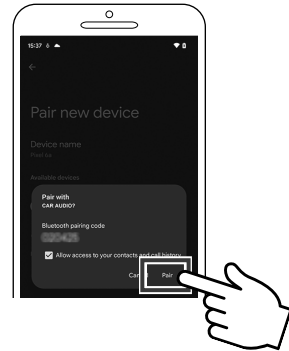 15:37
Pair new device
Device name
Available devices
Pair with
CAR AUDIO?
Bluetooth pairing code
Allow access to your contacts and call history
Pair